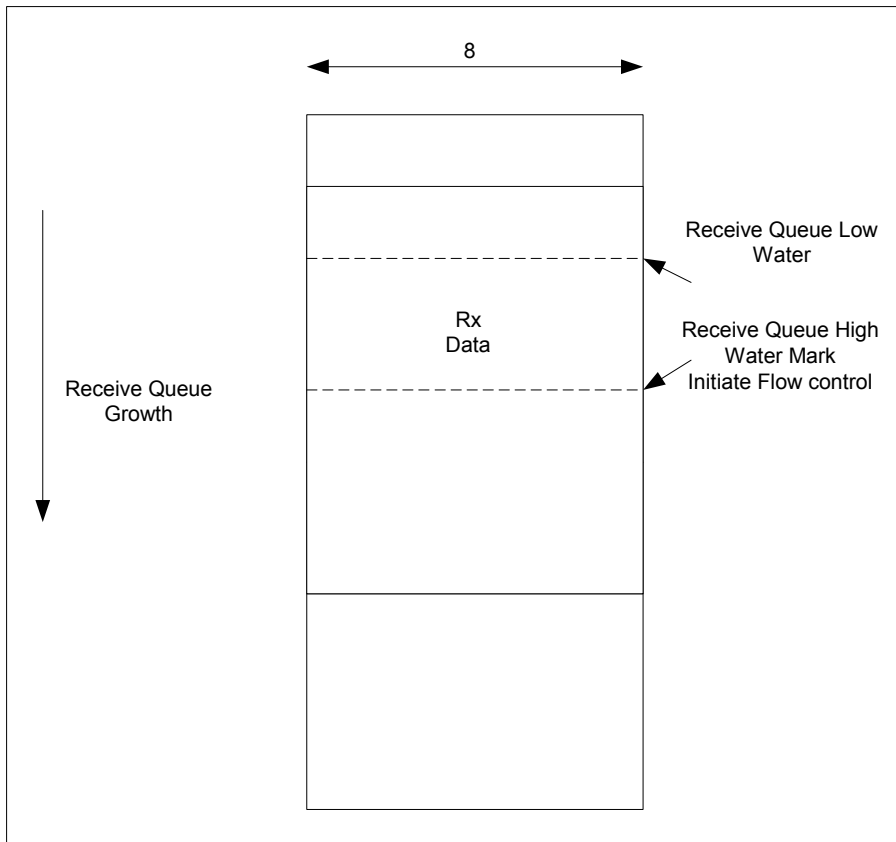 8
Receive Queue Low
Water
Rx
Data
Receive Queue High
Water Mark
Initiate Flow control
Receive Queue
Growth